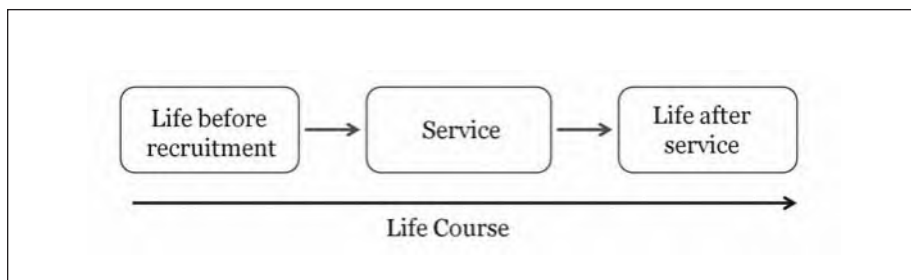 Life before
recruitment
Service
Life after
service
Life Course